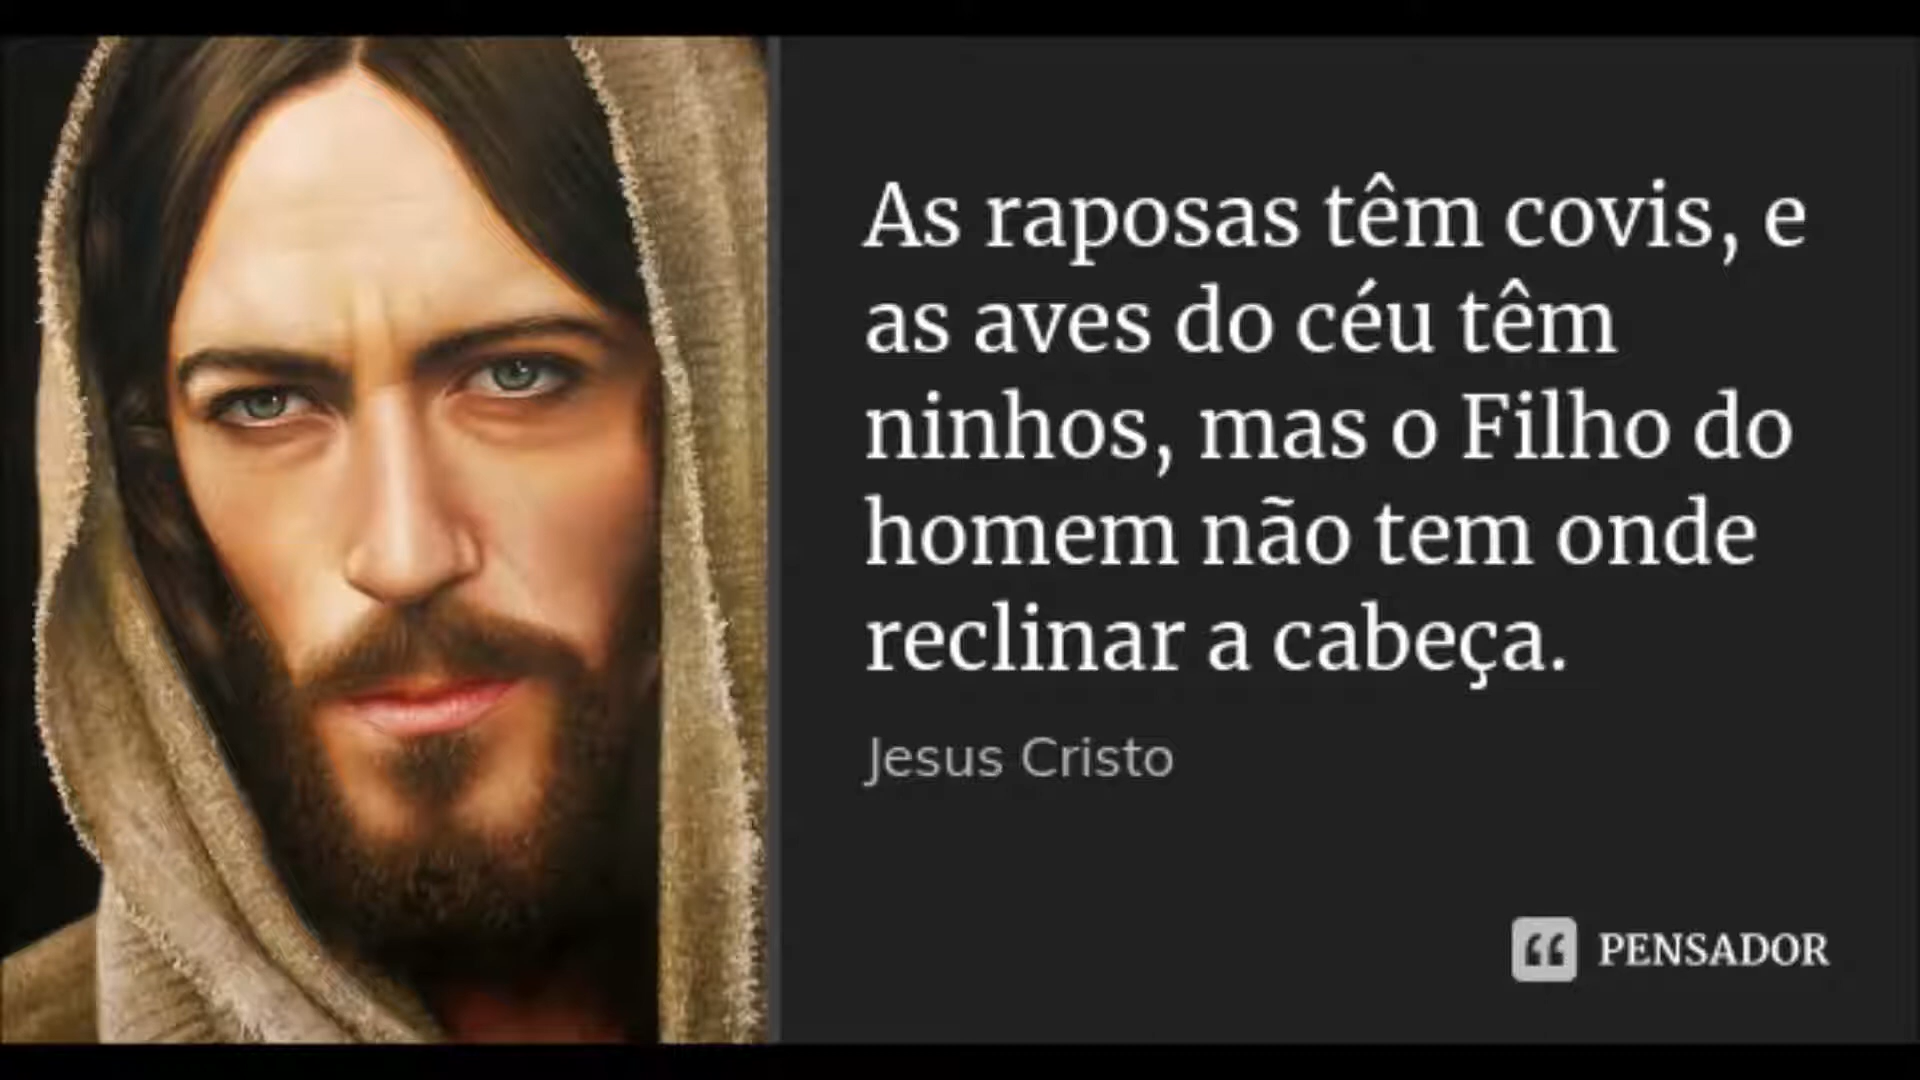 As raposas têm covis, e
as aves do céu têm
ninhos, mas o Filho do
homem não tem onde
reclinar a cabeça.
Jesus Cristo
PENSADOR